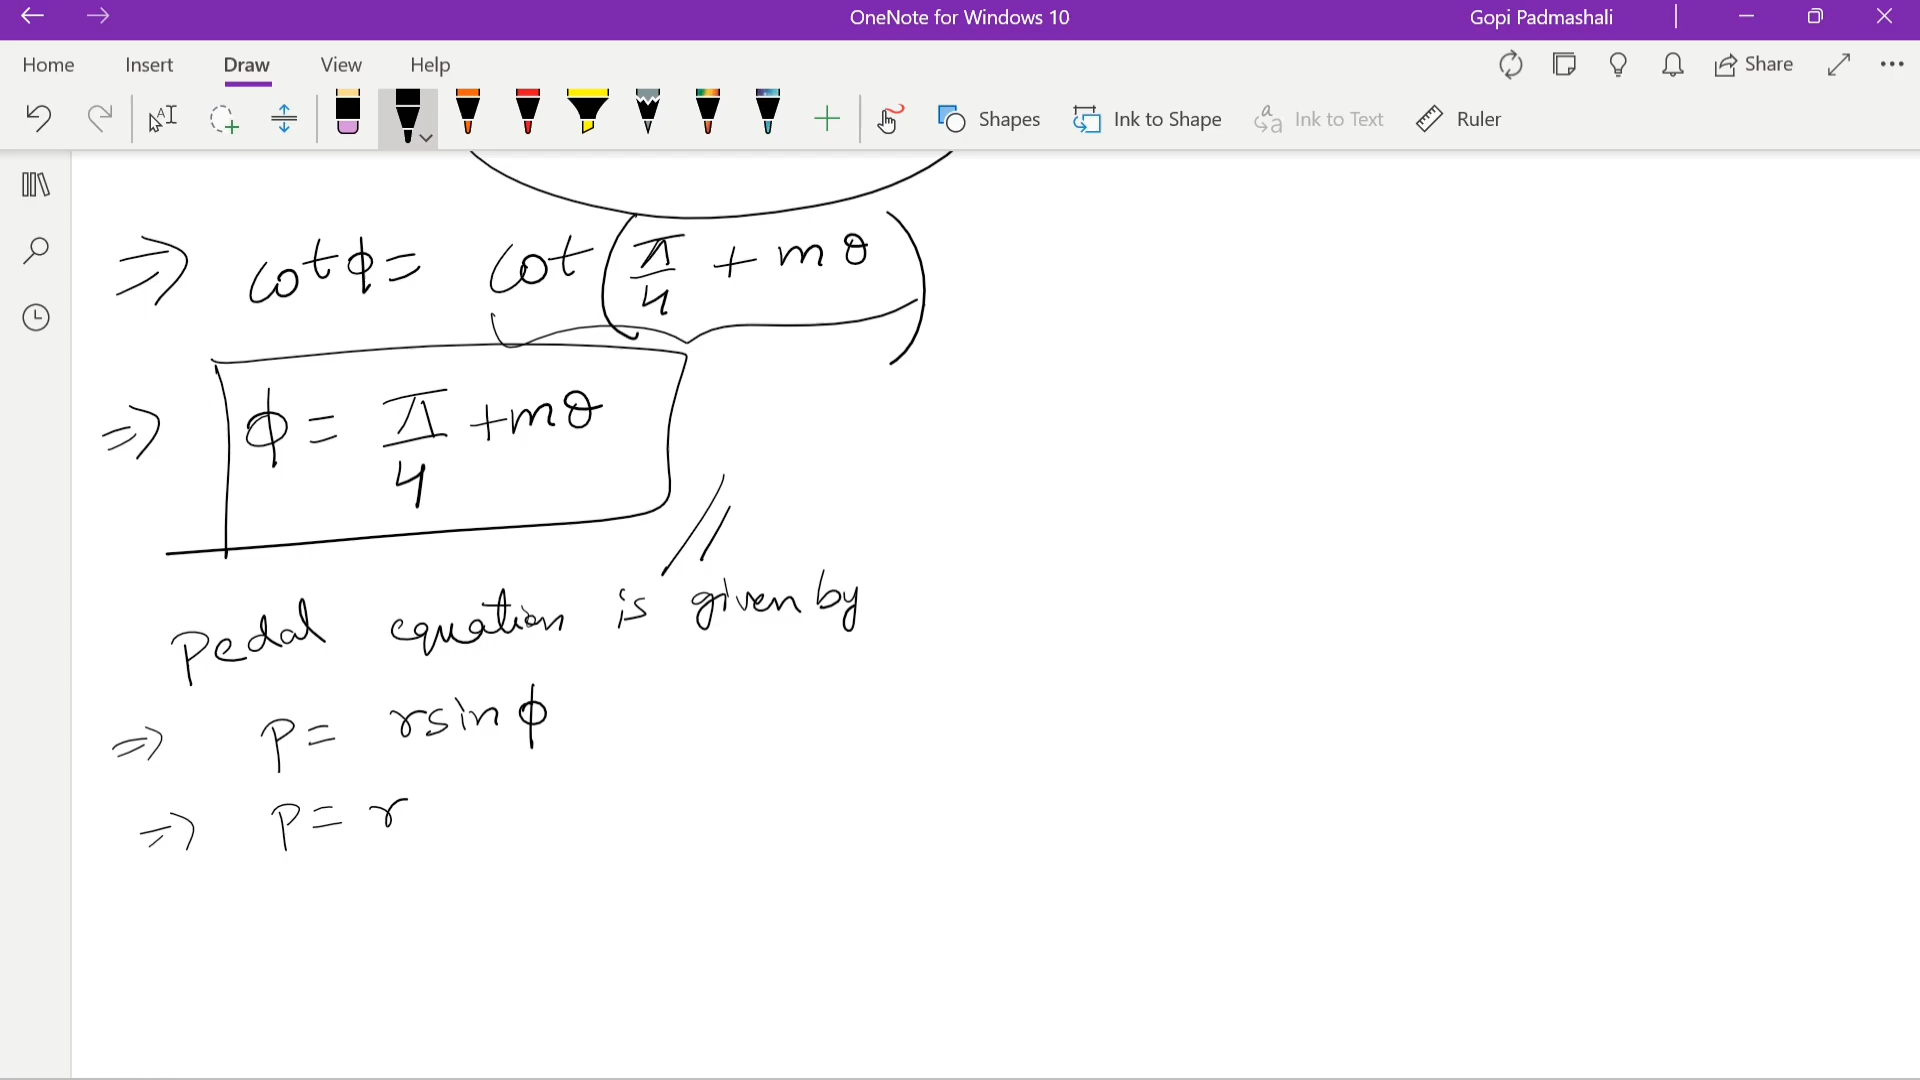 OneNote for Windows 10 Gopi Padmashali
Home Insert Draw View Help Share
Shapes Ink to Shape Ink to Text Ruler
⇒ cotϕ = cot(π/4 + mθ)
⇒ ϕ = π/4 + mθ
Pedal equation is given by
⇒ P = r sin ϕ
⇒ P = r